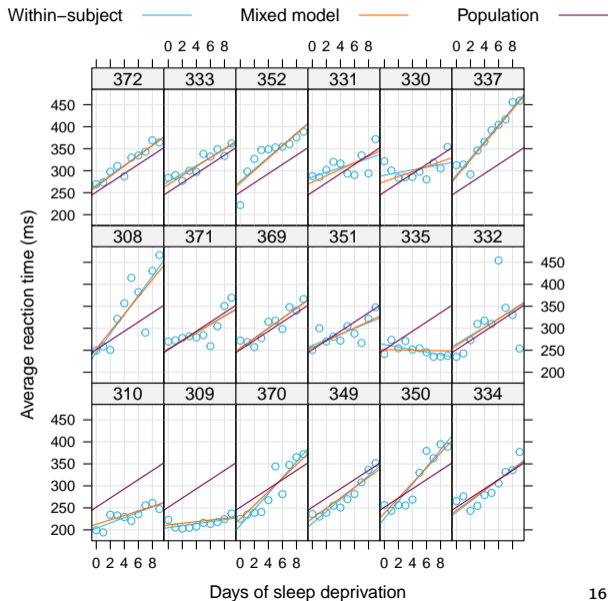 Within−subject Mixed model Population
0 2 4 6 8 0 2 4 6 8 0 2 4 6 8
372 333 352 331 330 337
450
400
350
300
250
200
308 371 369 351 335 332
450
400
350
300
250
200
310 309 370 349 350 334
450
400
350
300
250
200
0 2 4 6 8 0 2 4 6 8 0 2 4 6 8
Average reaction time (ms)
Days of sleep deprivation
16